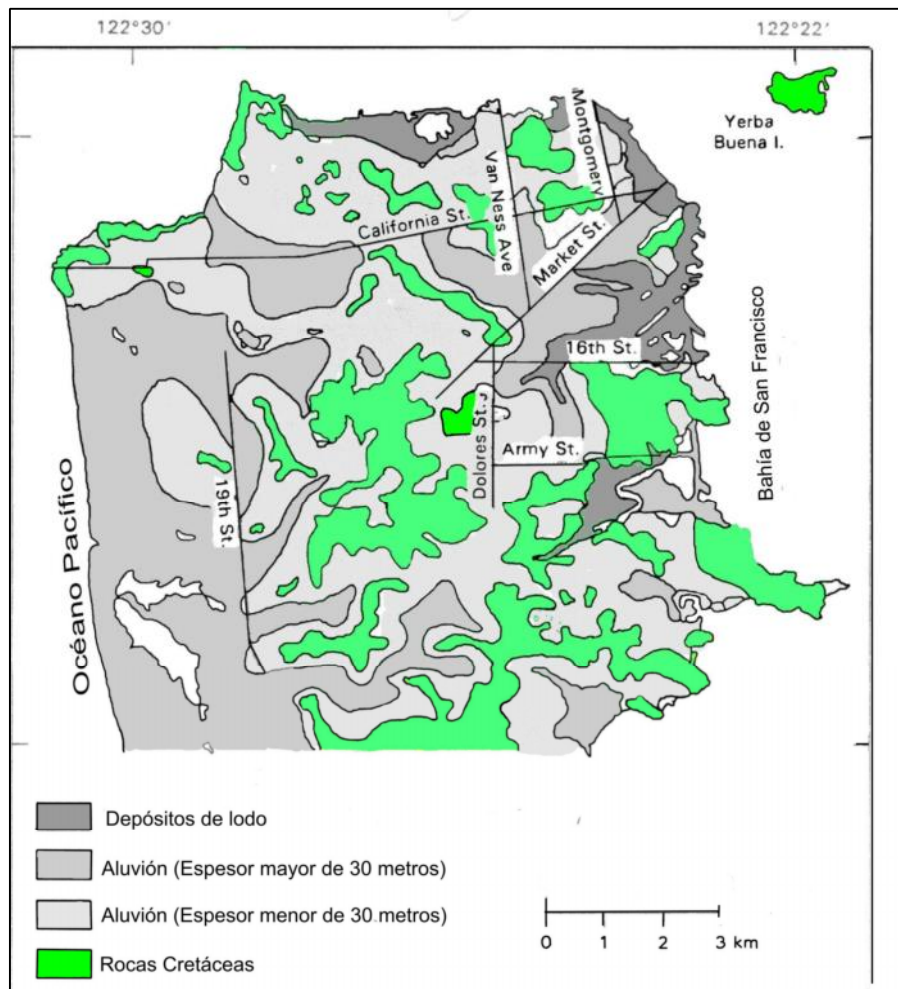 122°30'
122°22'
Yerba
Buena I.
Montgomery
Van Ness Ave
California St.
Market St.
16th St.
Bahía de San Francisco
Dolores St.
Army St.
19th St.
Océano Pacífico
Depósitos de lodo
Aluvión (Espesor mayor de 30 metros)
Aluvión (Espesor menor de 30 metros)
Rocas Cretáceas
0 1 2 3 km